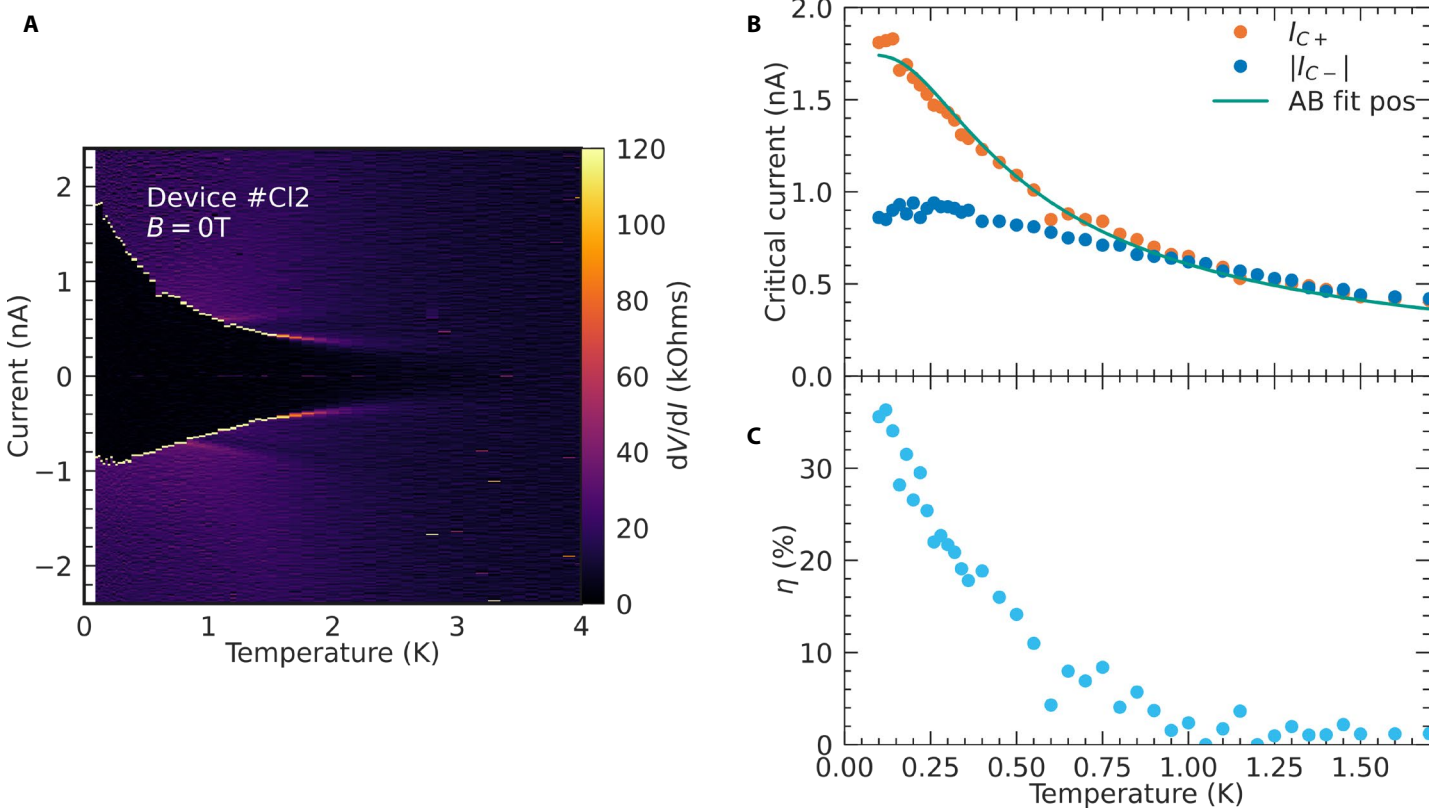 A
Device #Cl2
B = 0T
2
1
0
−1
−2
Current (nA)
0
1
2
3
4
Temperature (K)
120
100
80
60
40
20
0
dV/dI (kOhms)
B
2.0
1.5
1.0
0.5
0.0
Critical current (nA)
I_{C+}
|I_{C−}|
AB fit pos
C
30
20
10
0
η (%)
0.00
0.25
0.50
0.75
1.00
1.25
1.50
Temperature (K)